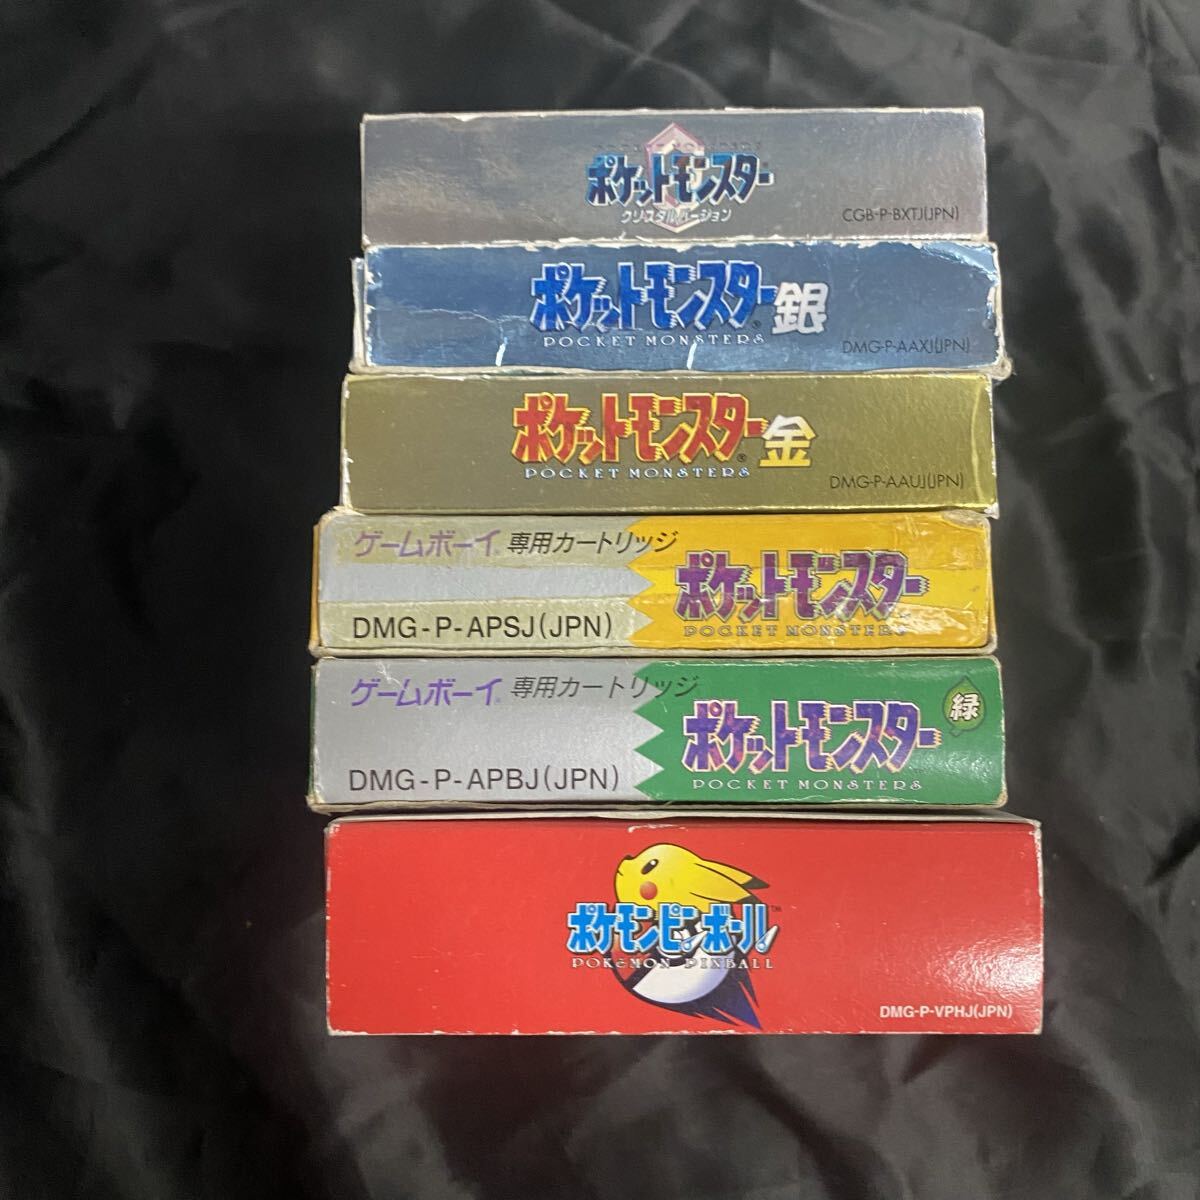 ポケットモンスター
クリスタルバージョン
CGB-P-BXTJ(JPN)
ポケットモンスター銀
POCKET MONSTERS
DMG-P-AAXJ(JPN)
ポケットモンスター金
POCKET MONSTERS
DMG-P-AAUJ(JPN)
ゲームボーイ専用カートリッジ
DMG-P-APSJ(JPN)
ポケットモンスター
POCKET MONSTERS
ゲームボーイ専用カートリッジ
DMG-P-APBJ(JPN)
ポケットモンスター
緑
POCKET MONSTERS
ポケモンピンボール™
POKéMON PINBALL
DMG-P-VPHJ(JPN)